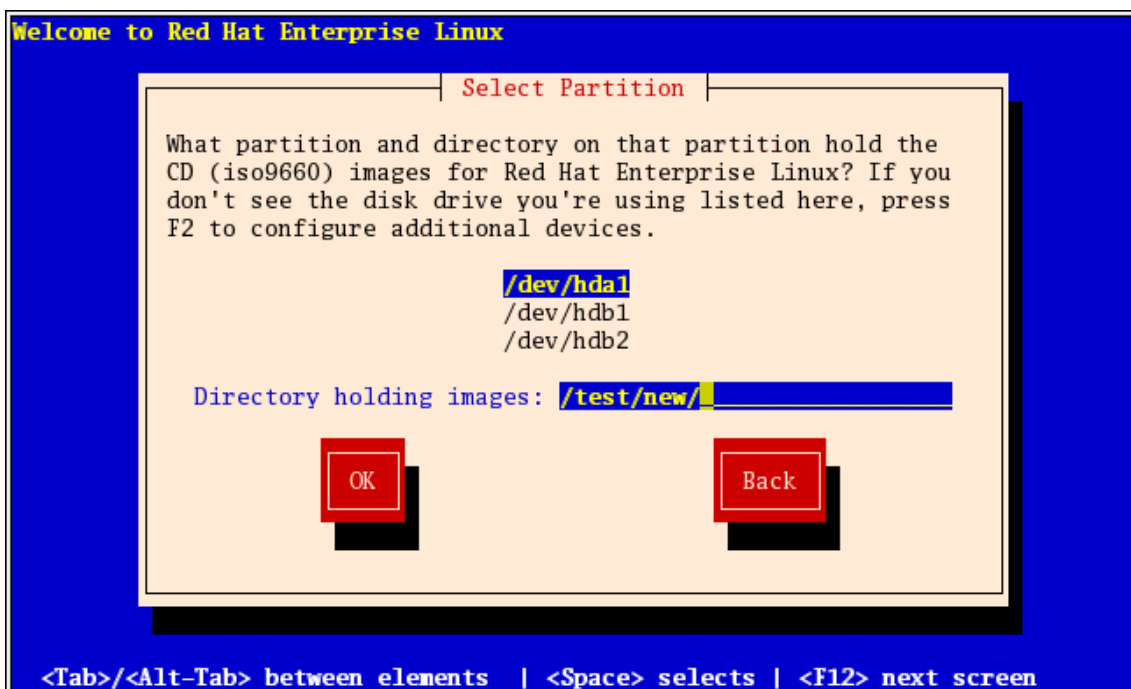 Welcome to Red Hat Enterprise Linux
Select Partition
What partition and directory on that partition hold the
CD (iso9660) images for Red Hat Enterprise Linux? If you
don't see the disk drive you're using listed here, press
F2 to configure additional devices.
/dev/hda1
/dev/hdb1
/dev/hdb2
Directory holding images: /test/new/
OK Back
<Tab>/<Alt-Tab> between elements | <Space> selects | <F12> next screen